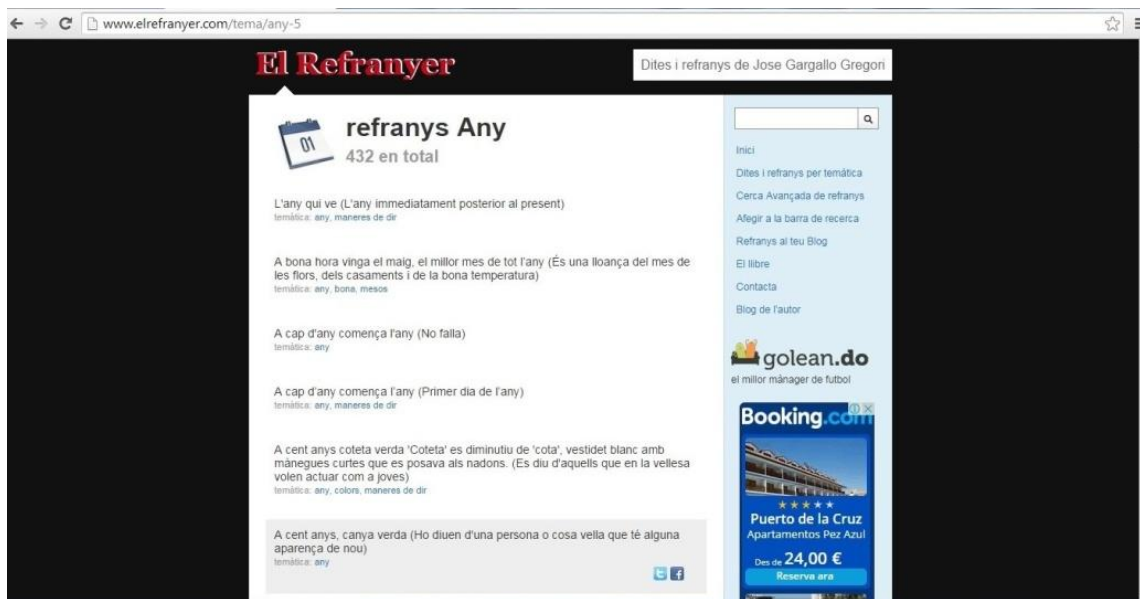 www.elrefranyer.com/tema/any-5
El Refranyer
Dites i refranys de Jose Gargallo Gregori
01
refranys Any
432 en total
L'any qui ve (L'any immediatament posterior al present)
temàtica: any, maneres de dir
A bona hora vinga el maig, el millor mes de tot l'any (És una lloança del mes de
les flors, dels casaments i de la bona temperatura)
temàtica: any, bona, mesos
A cap d'any comença l'any (No falla)
temàtica: any
A cap d'any comença l'any (Primer dia de l'any)
temàtica: any, maneres de dir
A cent anys coteta verda 'Coteta' es diminutiu de 'cota', vestidet blanc amb
mànegues curtes que es posava als nadons. (Es diu d'aquells que en la vellesa
volen actuar com a joves)
temàtica: any, colors, maneres de dir
A cent anys, canya verda (Ho diuen d'una persona o cosa vella que té alguna
aparença de nou)
temàtica: any
Inici
Dites i refranys per temàtica
Cerca Avançada de refranys
Afegir a la barra de recerca
Refranys al teu Blog
El llibre
Contacta
Blog de l'autor
golean.do
el millor mànager de futbol
Booking.com
Puerto de la Cruz
Apartamentos Pez Azul
Des de 24,00 €
Reserva ara